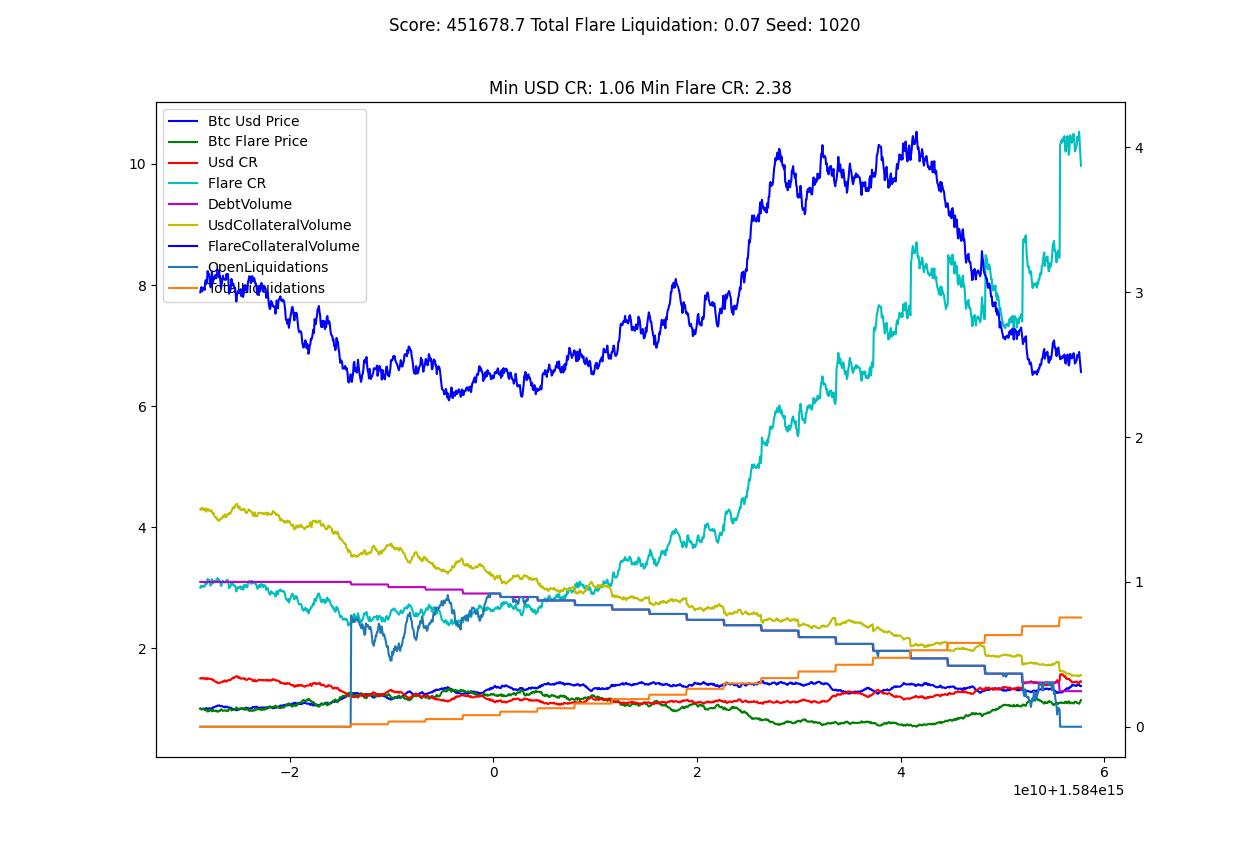 Score: 451678.7 Total Flare Liquidation: 0.07 Seed: 1020
Min USD CR: 1.06 Min Flare CR: 2.38
Btc Usd Price
Btc Flare Price
Usd CR
Flare CR
DebtVolume
UsdCollateralVolume
FlareCollateralVolume
OpenLiquidations
TotalLiquidations
10
8
6
4
2
4
3
2
1
0
−2
0
2
4
6
1e10+1.584e15